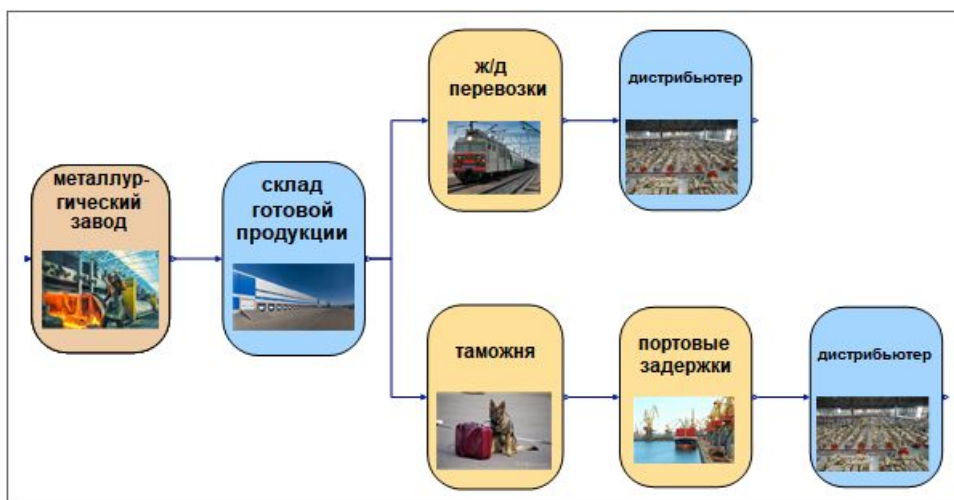 металлур-
гический
завод
склад
готовой
продукции
ж/д
перевозки
дистрибьютер
таможня
портовые
задержки
дистрибьютер